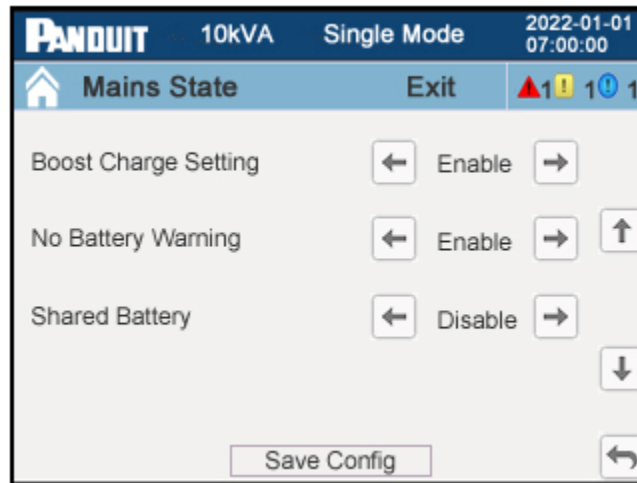 PANDUIT 10kVA Single Mode 2022-01-01
07:00:00
Mains State Exit 1 1 1
Boost Charge Setting Enable
No Battery Warning Enable
Shared Battery Disable
Save Config